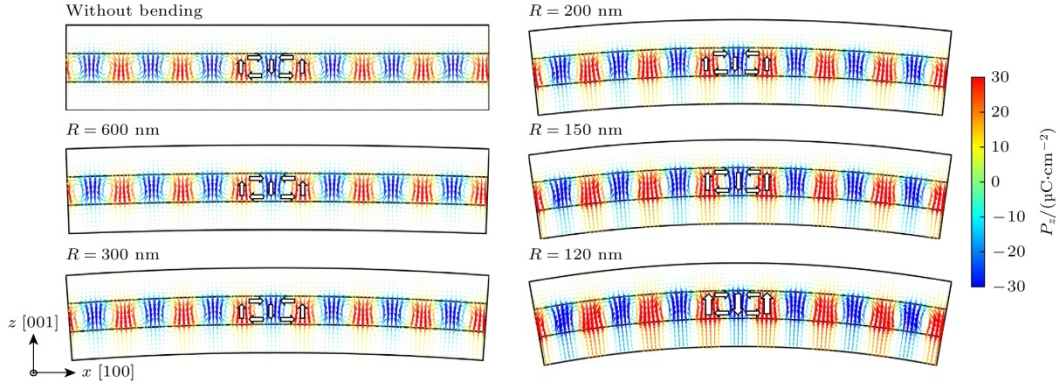 Without bending
R = 600 nm
R = 300 nm
z [001]
x [100]
R = 200 nm
R = 150 nm
R = 120 nm
30
20
10
0
−10
−20
−30
P_z/(μC·cm⁻²)